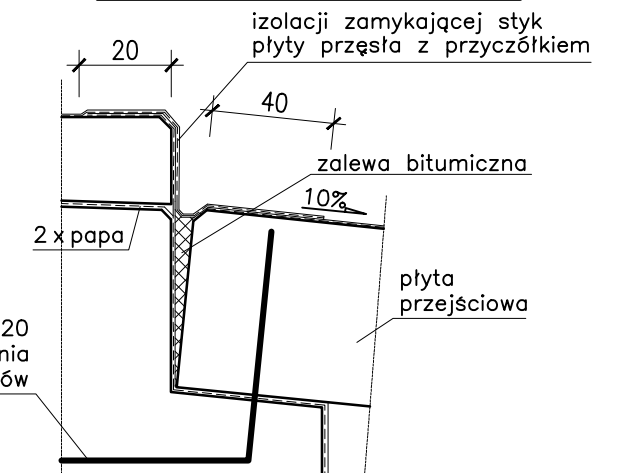 izolacji zamykającej styk
płyty przęsła z przyczółkiem
20
40
zalewa bitumiczna
10%
2 x papa
płyta
przejściowa
20
nia
ów